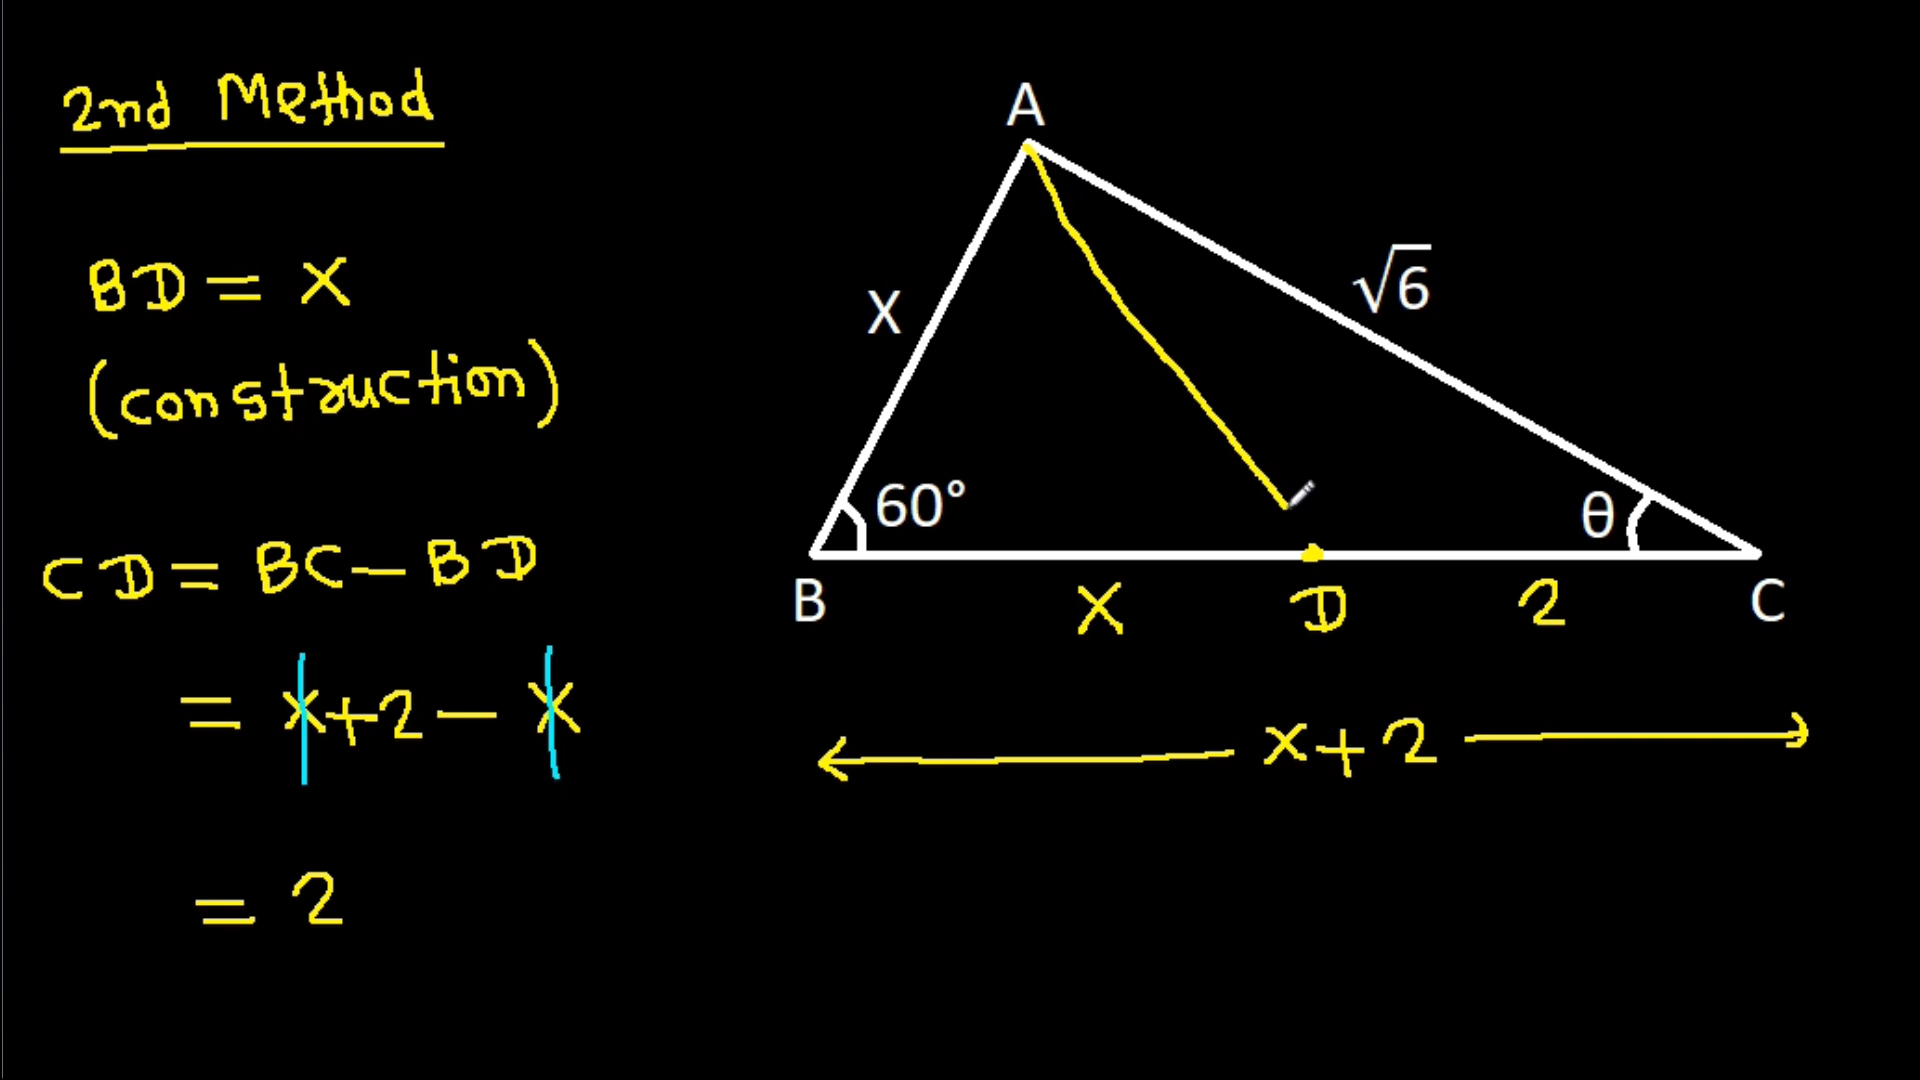 2nd Method
BD = X
(construction)
CD = BC - BD
= x+2 - x
= 2
A
X
√6
60°
θ
B
X
D
2
C
x+2